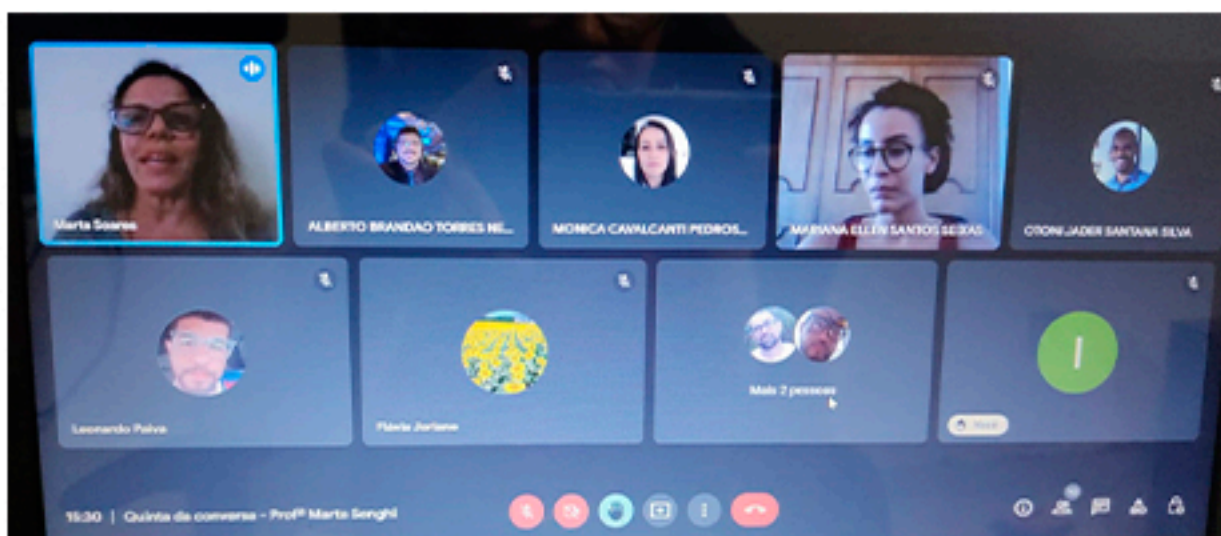 Marta Soares
ALBERTO BRANDAO TORRES NE...
MONICA CAVALCANTI PEDROS...
MARIANA ELLEN SANTOS SEIXAS
OTONI JADER SANTANA SILVA
Leonardo Paiva
Flávia
Mais 2 pessoas
I
Você
15:30 | Quinta da conversa - Profª Marta Senghi